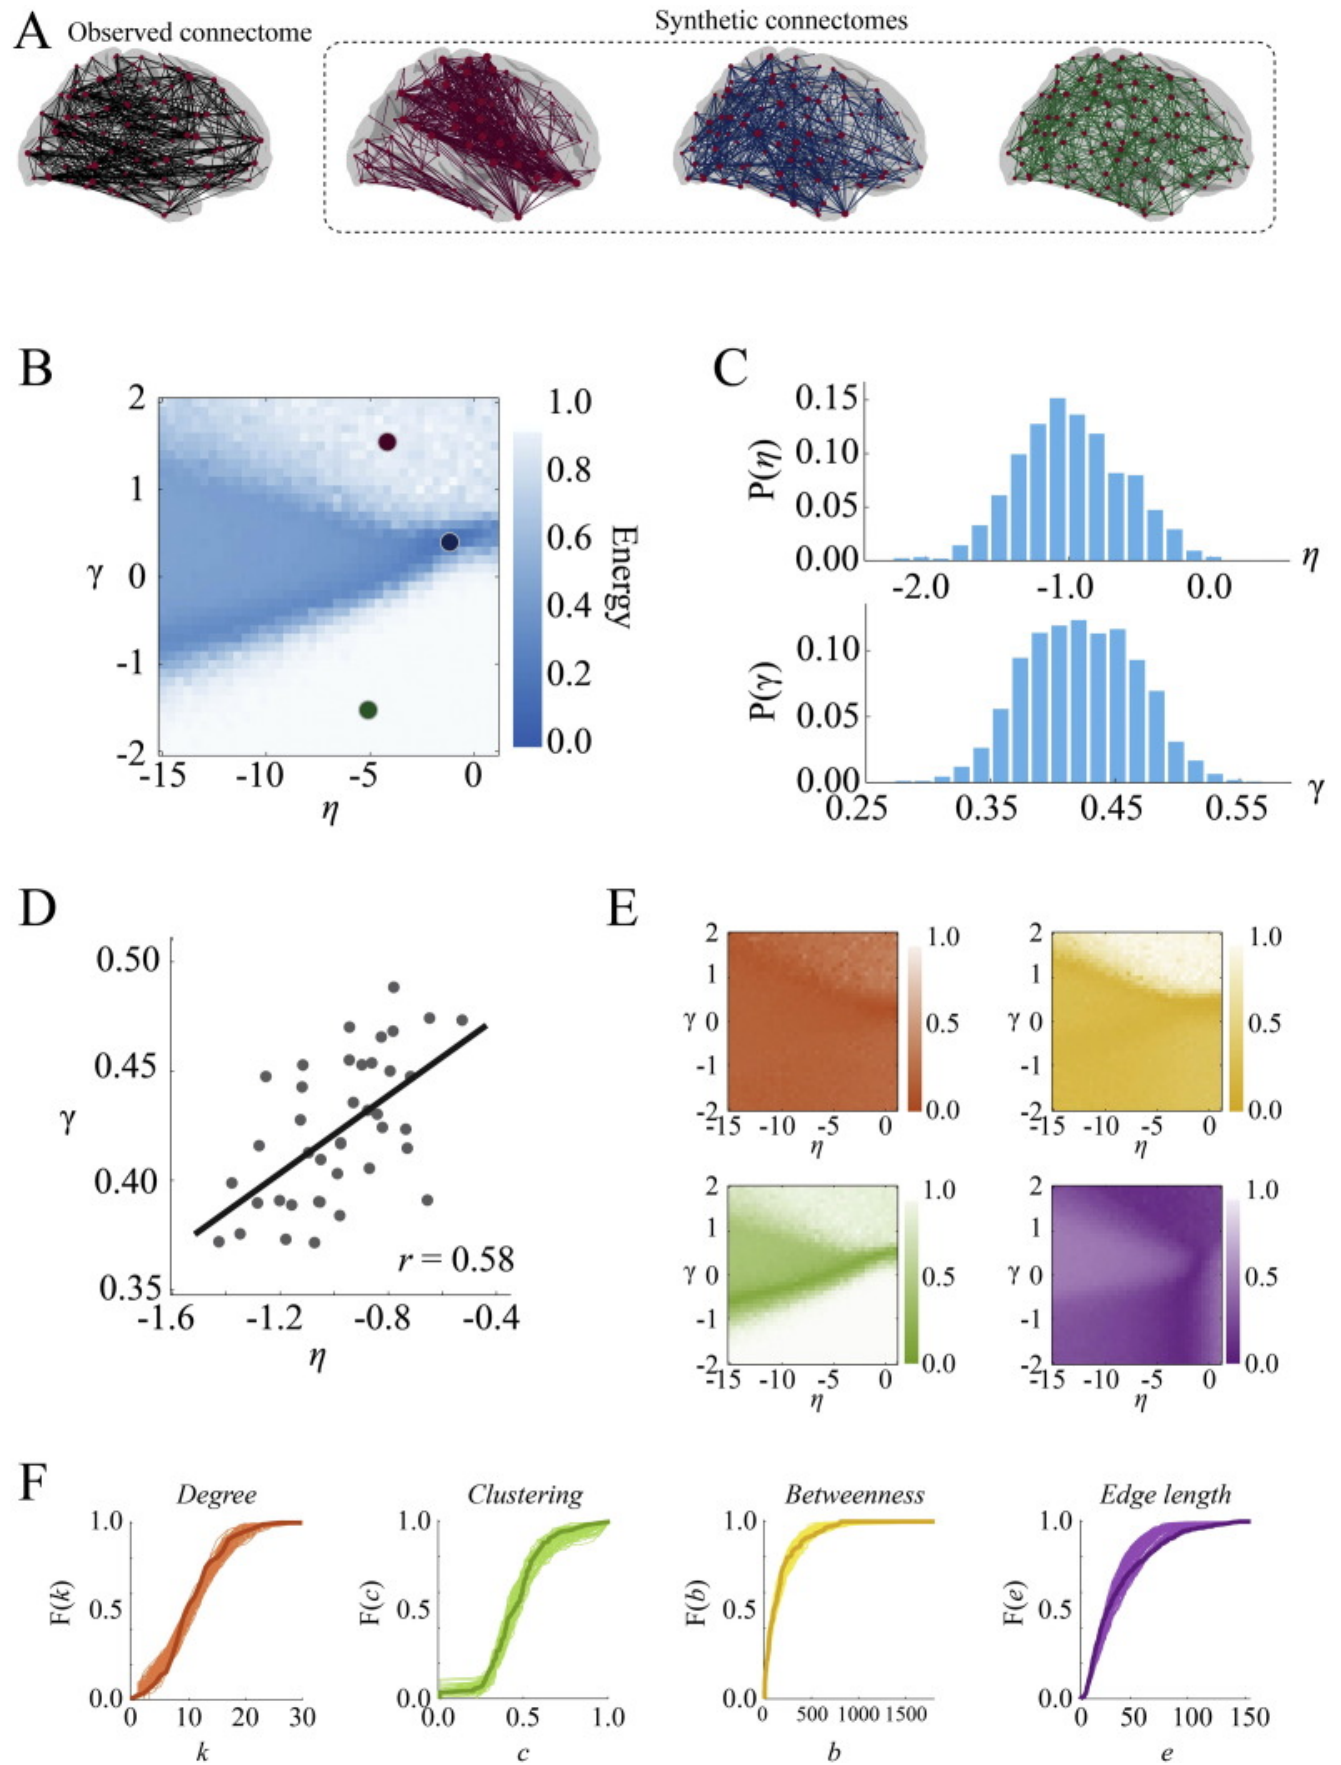 A
Observed connectome
Synthetic connectomes
B
2
1
0
-1
-2
γ
-15
-10
-5
0
η
1.0
0.8
0.6
0.4
0.2
0.0
Energy
C
0.15
0.10
0.05
0.00
P(η)
-2.0
-1.0
0.0
η
0.10
0.05
0.00
P(γ)
0.25
0.35
0.45
0.55
γ
D
0.50
0.45
0.40
0.35
γ
-1.6
-1.2
-0.8
-0.4
η
r = 0.58
E
2
1
γ 0
-1
-2
-15
-10
-5
0
η
1.0
0.5
0.0
2
1
γ 0
-1
-2
-15
-10
-5
0
η
1.0
0.5
0.0
2
1
γ 0
-1
-2
-15
-10
-5
0
η
1.0
0.5
0.0
2
1
γ 0
-1
-2
-15
-10
-5
0
η
1.0
0.5
0.0
F
Degree
1.0
0.5
0.0
F(k)
0
10
20
30
k
Clustering
1.0
0.5
0.0
F(c)
0.0
0.5
1.0
c
Betweenness
1.0
0.5
0.0
F(b)
0
500
1000
1500
b
Edge length
1.0
0.5
0.0
F(e)
0
50
100
150
e